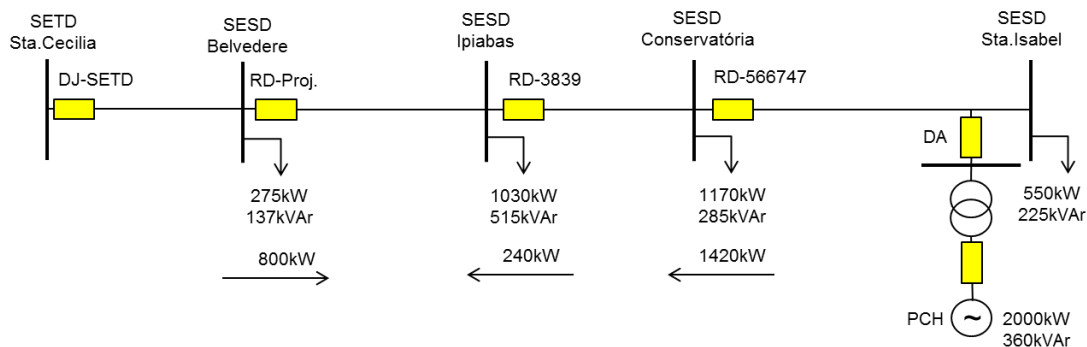 SETD
Sta.Cecilia
SESD
Belvedere
SESD
Ipiabas
SESD
Conservatória
SESD
Sta.Isabel
DJ-SETD
RD-Proj.
RD-3839
RD-566747
DA
275kW
137kVAr
1030kW
515kVAr
1170kW
285kVAr
550kW
225kVAr
800kW
240kW
1420kW
PCH
~
2000kW
360kVAr